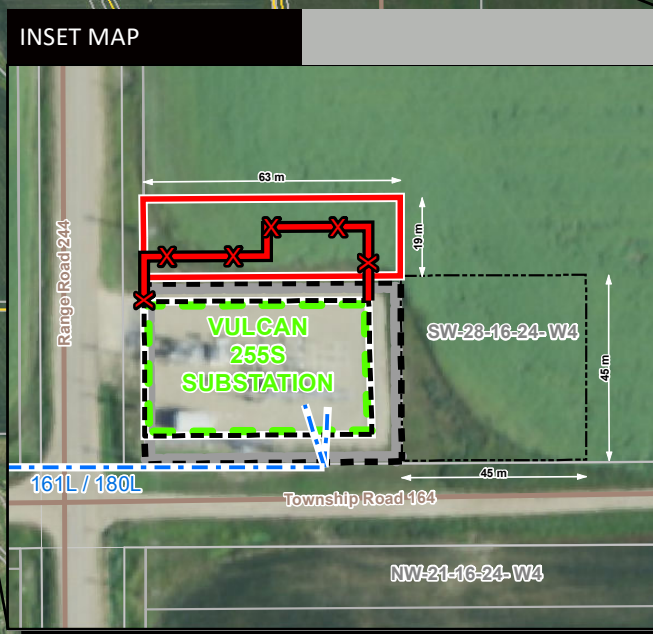 INSET MAP
63 m
19 m
Range Road 244
VULCAN
255S
SUBSTATION
SW-28-16-24- W4
45 m
45 m
161L / 180L
Township Road 164
NW-21-16-24- W4